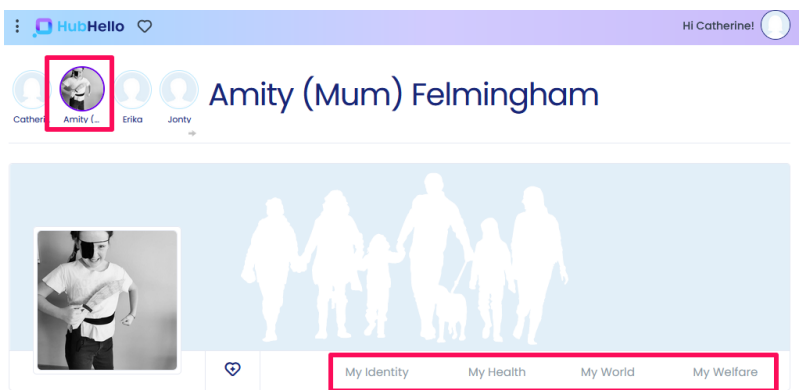 HubHello
Hi Catherine!
Amity (Mum) Felmingham
Catheri
Amity (...
Erika
Jonty
My Identity
My Health
My World
My Welfare